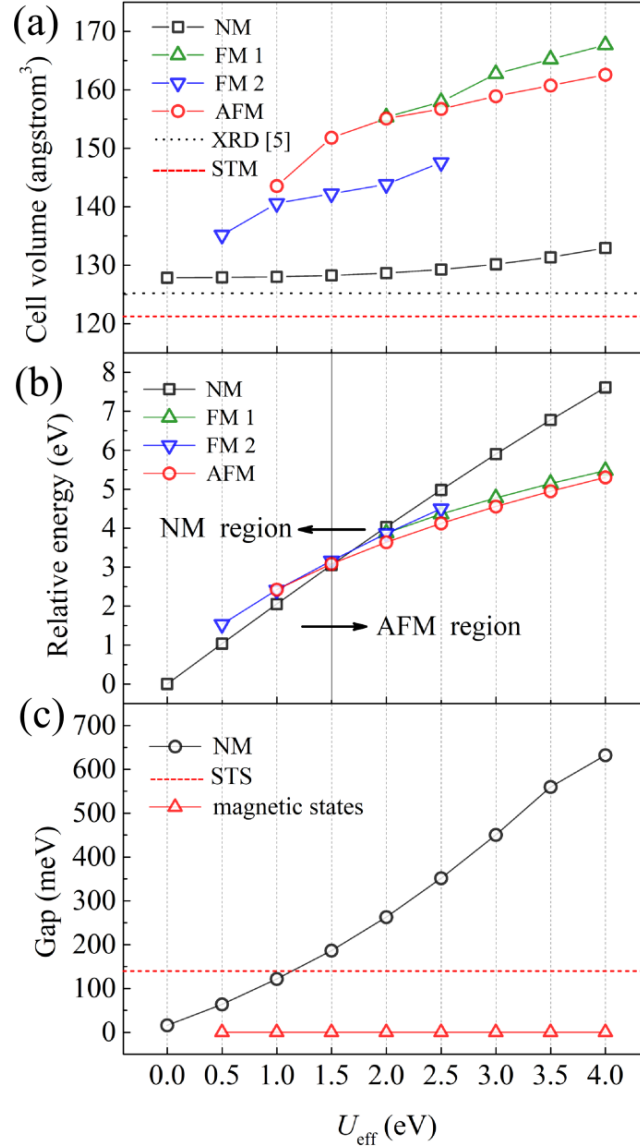 (a)
NM
FM 1
FM 2
AFM
XRD [5]
STM
Cell volume (angstrom³)
170
160
150
140
130
120
(b)
NM
FM 1
FM 2
AFM
NM region
AFM region
Relative energy (eV)
8
7
6
5
4
3
2
1
0
(c)
NM
STS
magnetic states
Gap (meV)
700
600
500
400
300
200
100
0
0.0 0.5 1.0 1.5 2.0 2.5 3.0 3.5 4.0
U_eff (eV)